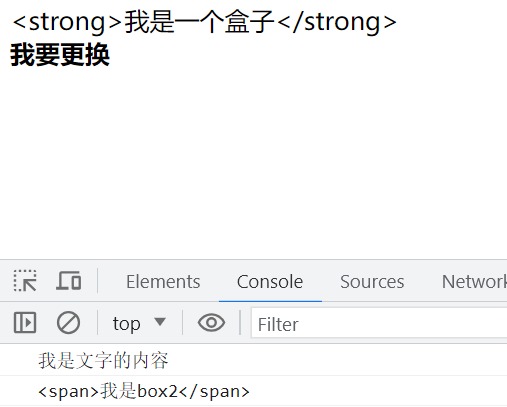 <strong>我是一个盒子</strong>
我要更换
Elements Console Sources Network
top Filter
我是文字的内容
<span>我是box2</span>